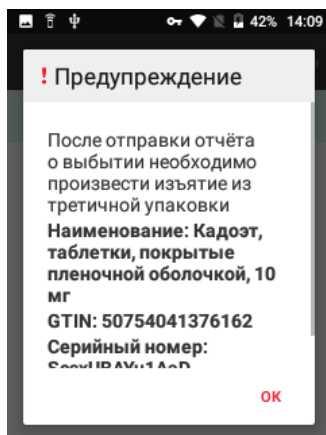 42% 14:09
! Предупреждение
После отправки отчёта
о выбытии необходимо
произвести изъятие из
третичной упаковки
Наименование: Кадоэт,
таблетки, покрытые
пленочной оболочкой, 10
мг
GTIN: 50754041376162
Серийный номер:
ОК